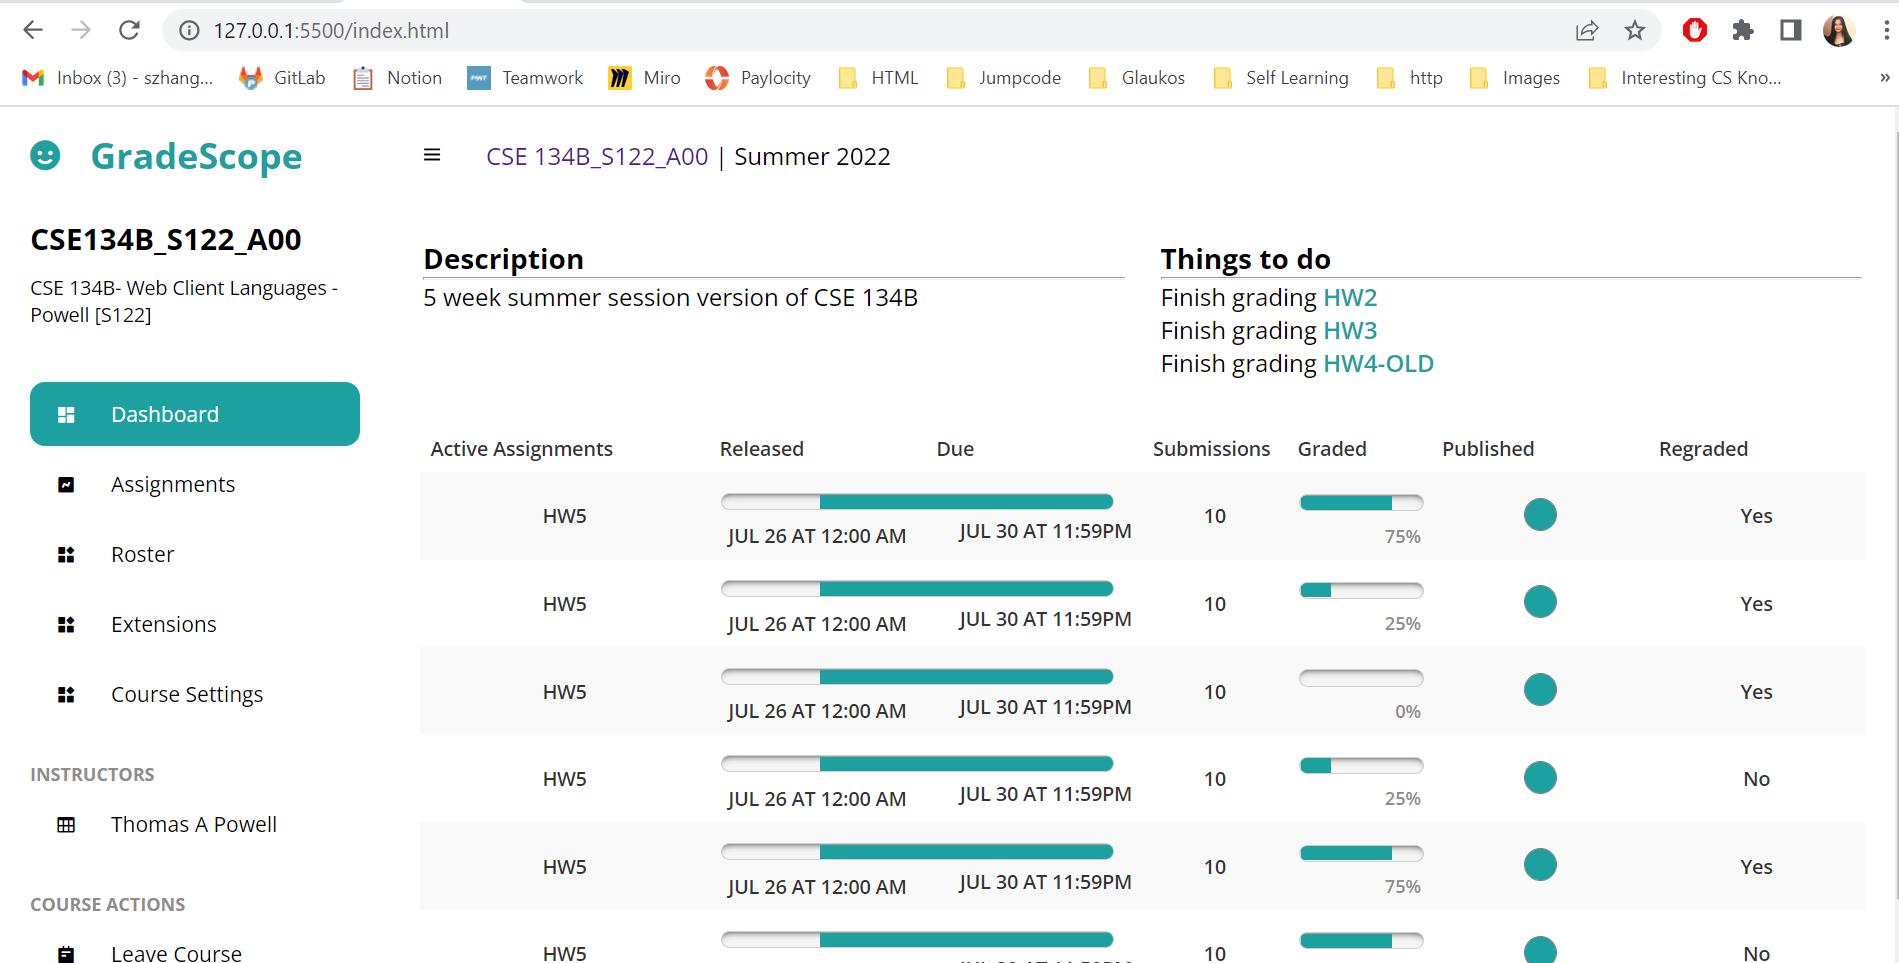 127.0.0.1:5500/index.html
Inbox (3) - szhang... GitLab Notion Teamwork Miro Paylocity HTML Jumpcode Glaukos Self Learning http Images Interesting CS Kno... »
GradeScope
CSE 134B_S122_A00 | Summer 2022
CSE134B_S122_A00
CSE 134B- Web Client Languages -
Powell [S122]
Dashboard
Assignments
Roster
Extensions
Course Settings
INSTRUCTORS
Thomas A Powell
COURSE ACTIONS
Leave Course
Description
5 week summer session version of CSE 134B
Things to do
Finish grading HW2
Finish grading HW3
Finish grading HW4-OLD
Active Assignments Released Due Submissions Graded Published Regraded
HW5 JUL 26 AT 12:00 AM JUL 30 AT 11:59PM 10 75% Yes
HW5 JUL 26 AT 12:00 AM JUL 30 AT 11:59PM 10 25% Yes
HW5 JUL 26 AT 12:00 AM JUL 30 AT 11:59PM 10 0% Yes
HW5 JUL 26 AT 12:00 AM JUL 30 AT 11:59PM 10 25% No
HW5 JUL 26 AT 12:00 AM JUL 30 AT 11:59PM 10 75% Yes
HW5 10 No